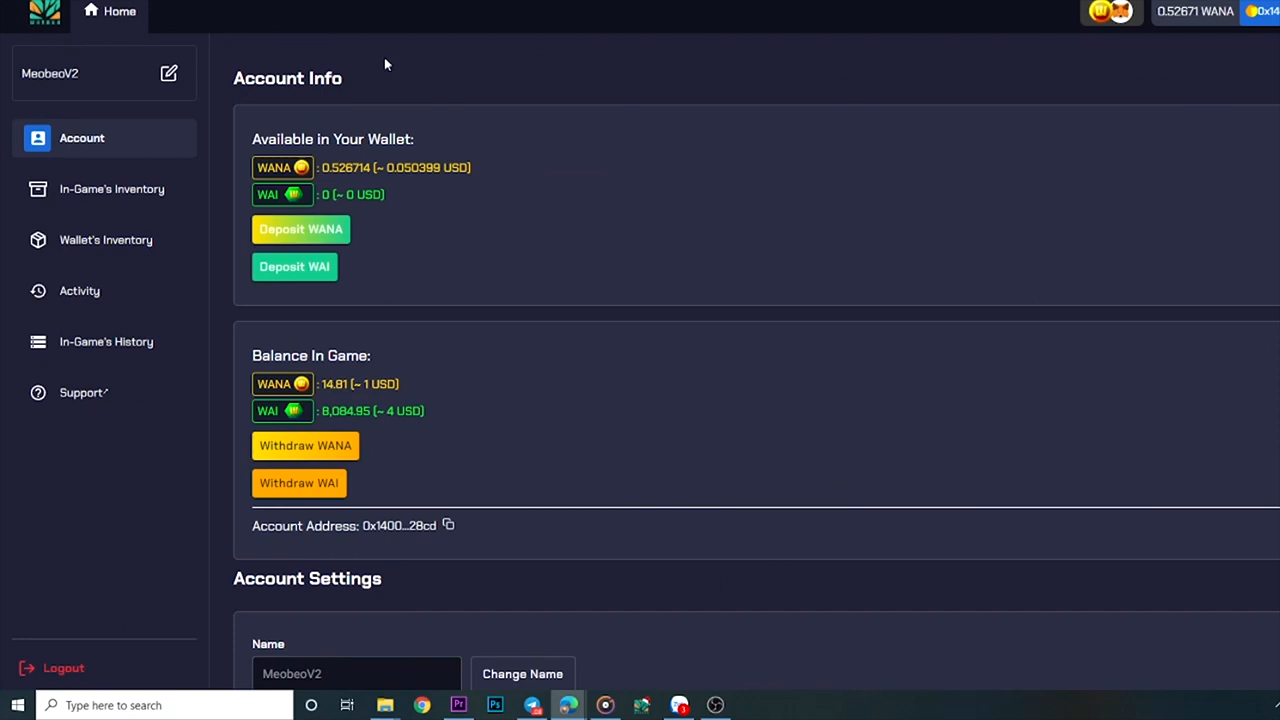 Home
0.52671 WANA
0x14
MeobeoV2
Account
In-Game's Inventory
Wallet's Inventory
Activity
In-Game's History
Support
Logout
Account Info
Available in Your Wallet:
WANA : 0.526714 (~ 0.050399 USD)
WAI : 0 (~ 0 USD)
Deposit WANA
Deposit WAI
Balance In Game:
WANA : 14.81 (~ 1 USD)
WAI : 8,084.95 (~ 4 USD)
Withdraw WANA
Withdraw WAI
Account Address: 0x1400...28cd
Account Settings
Name
MeobeoV2
Change Name
Type here to search
Pr
Ps